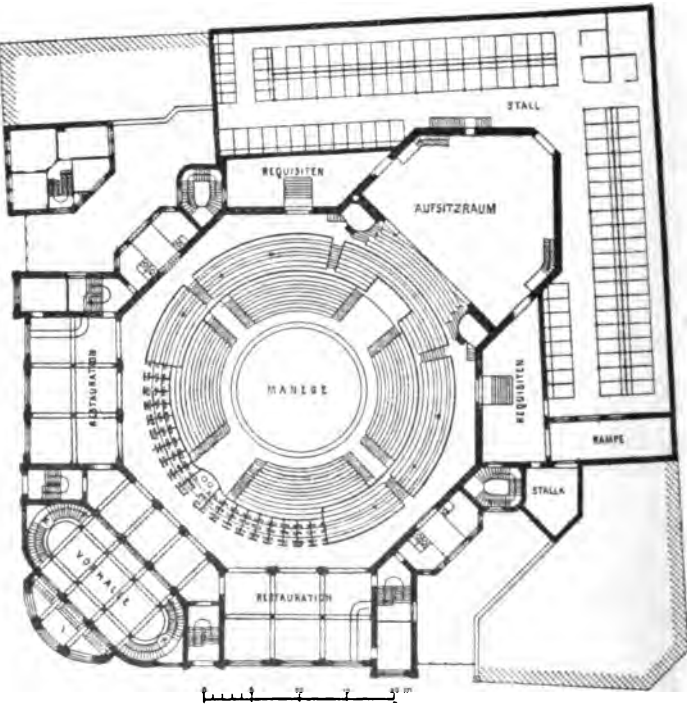 STALL
REQUISITEN
AUFSITZRAUM
MANEGE
RESTAURATION
REQUISITEN
RAMPE
STALL
VORHALLE
RESTAURATION